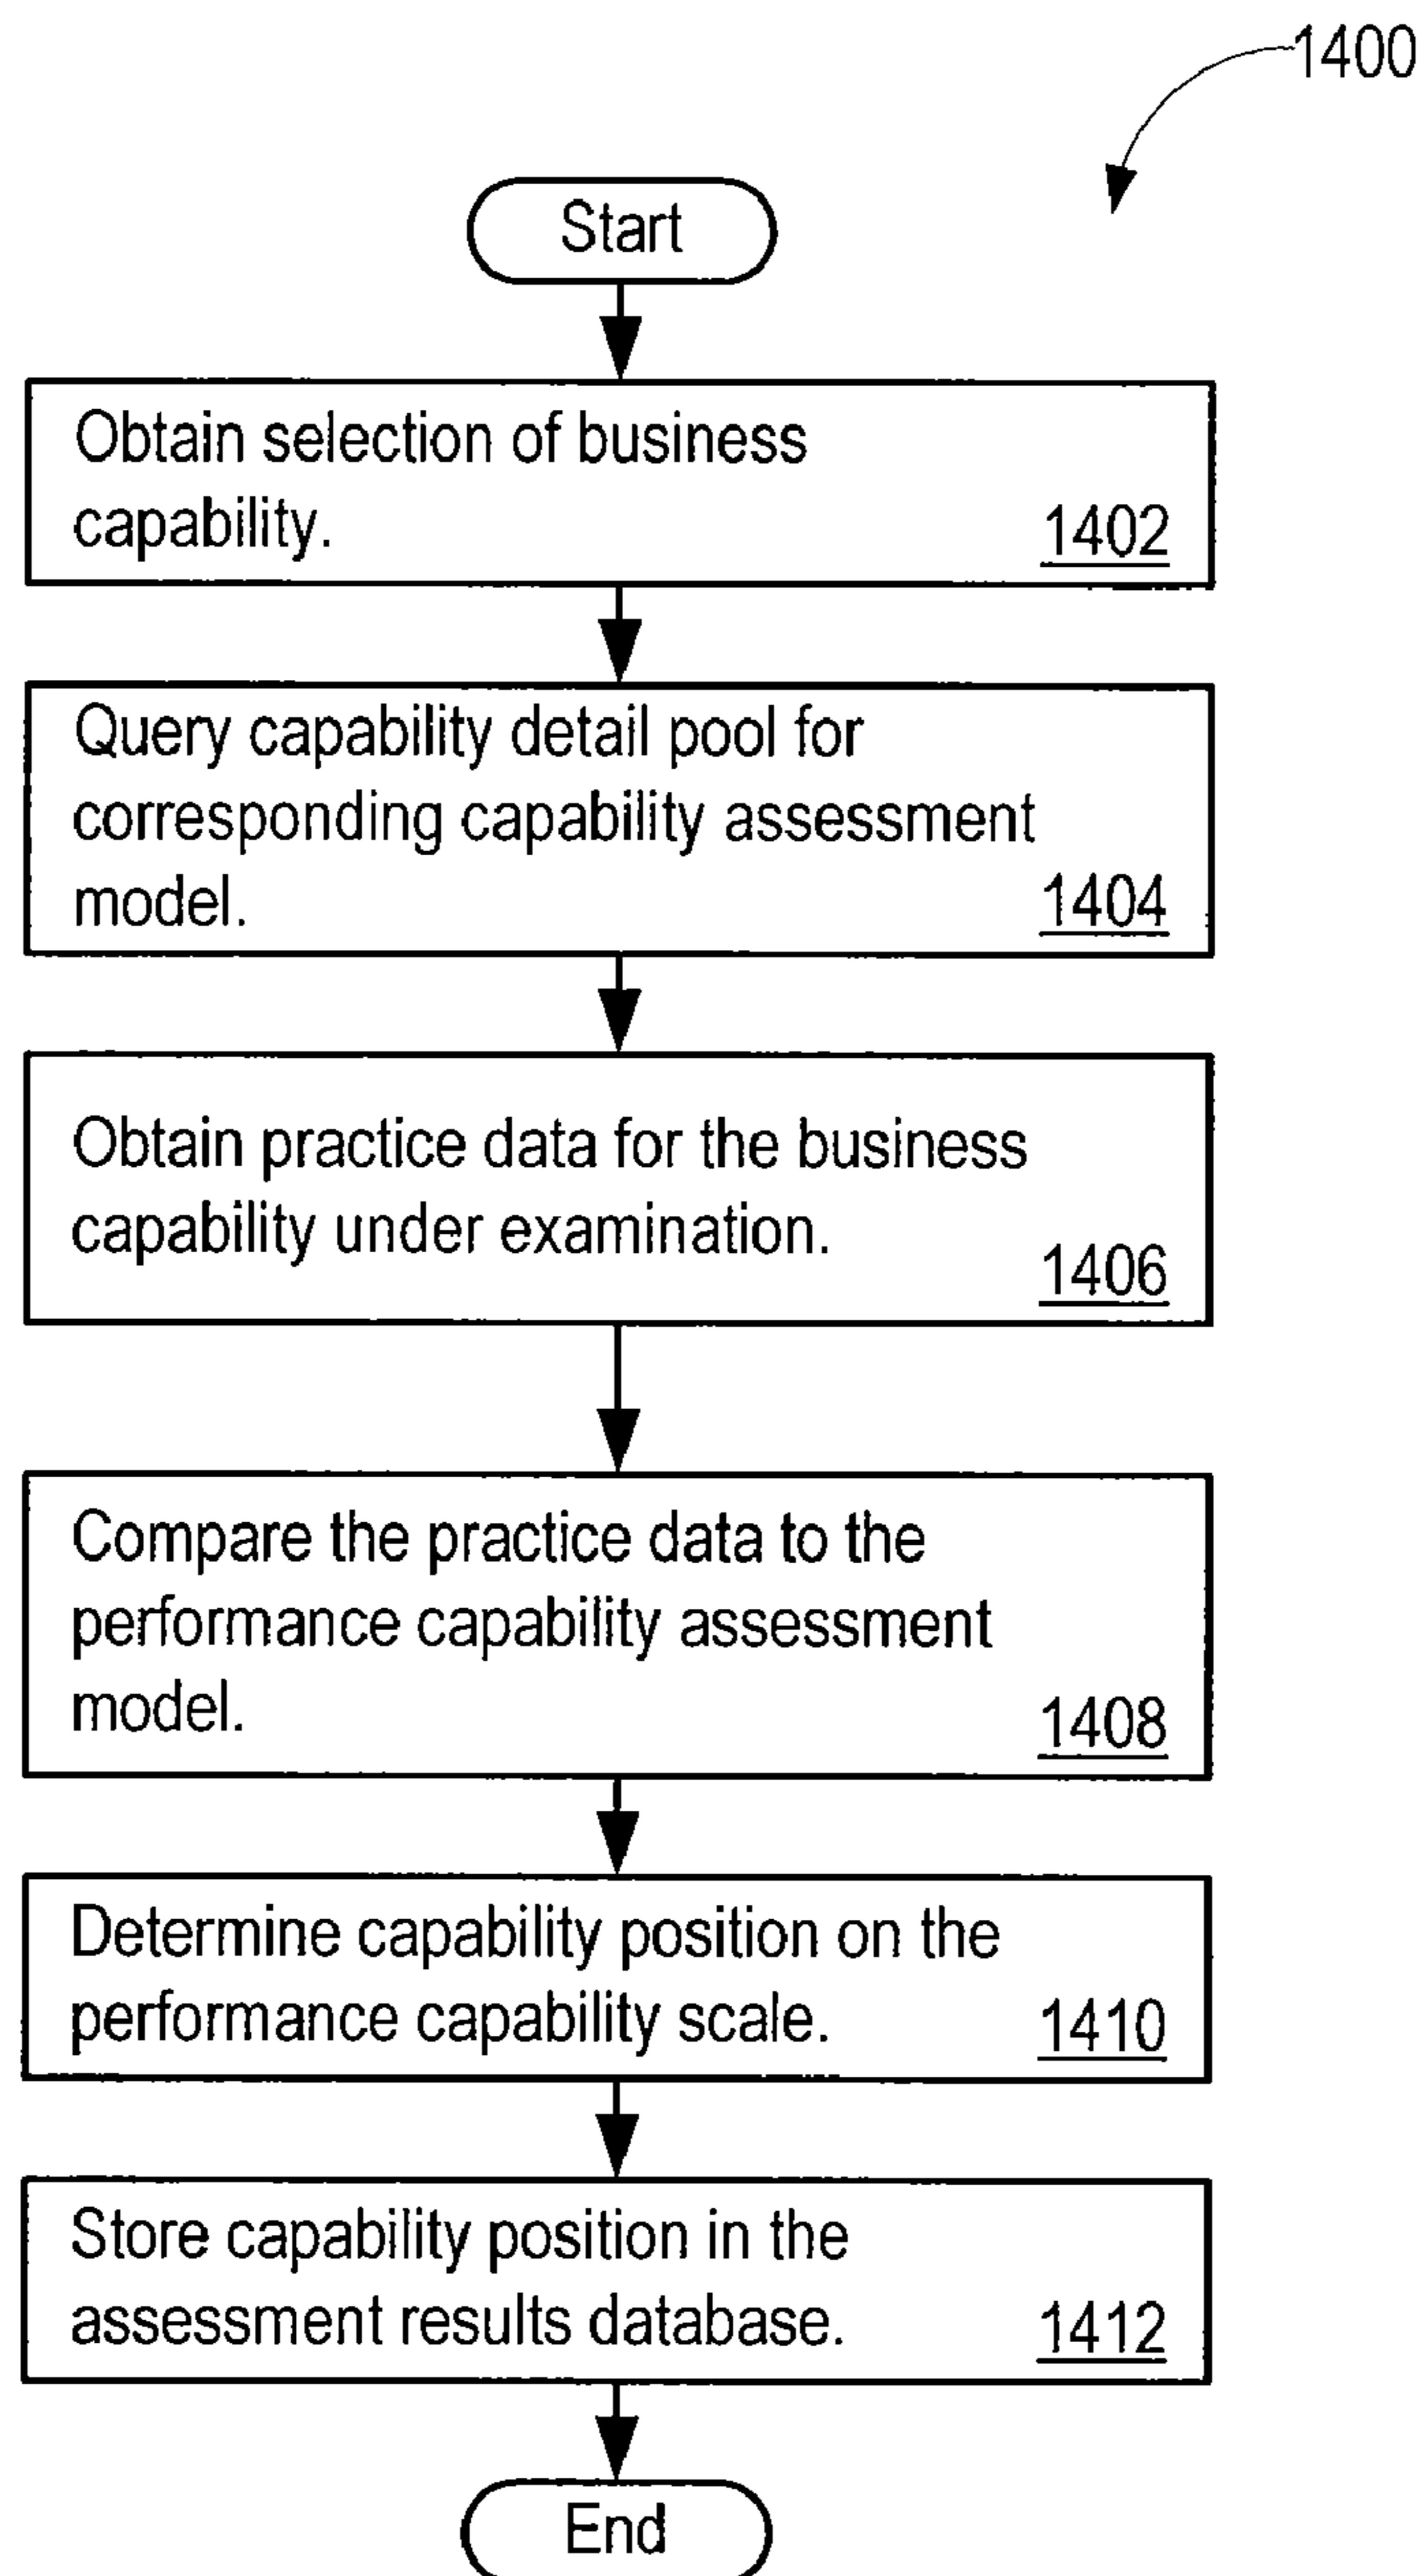 1400
Start
Obtain selection of business
capability.
1402
Query capability detail pool for
corresponding capability assessment
model.
1404
Obtain practice data for the business
capability under examination.
1406
Compare the practice data to the
performance capability assessment
model.
1408
Determine capability position on the
performance capability scale.
1410
Store capability position in the
assessment results database.
1412
End